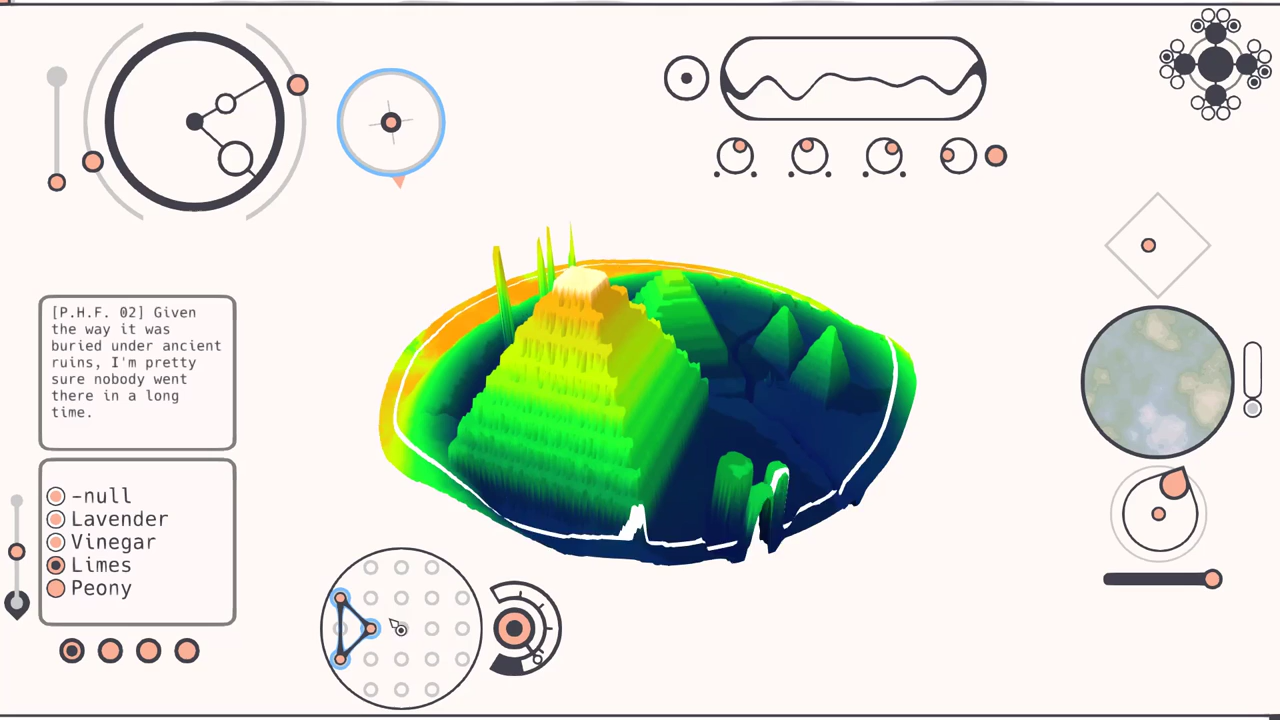 [P.H.F. 02] Given
the way it was
buried under ancient
ruins, I'm pretty
sure nobody went
there in a long
time.
-null
Lavender
Vinegar
Limes
Peony